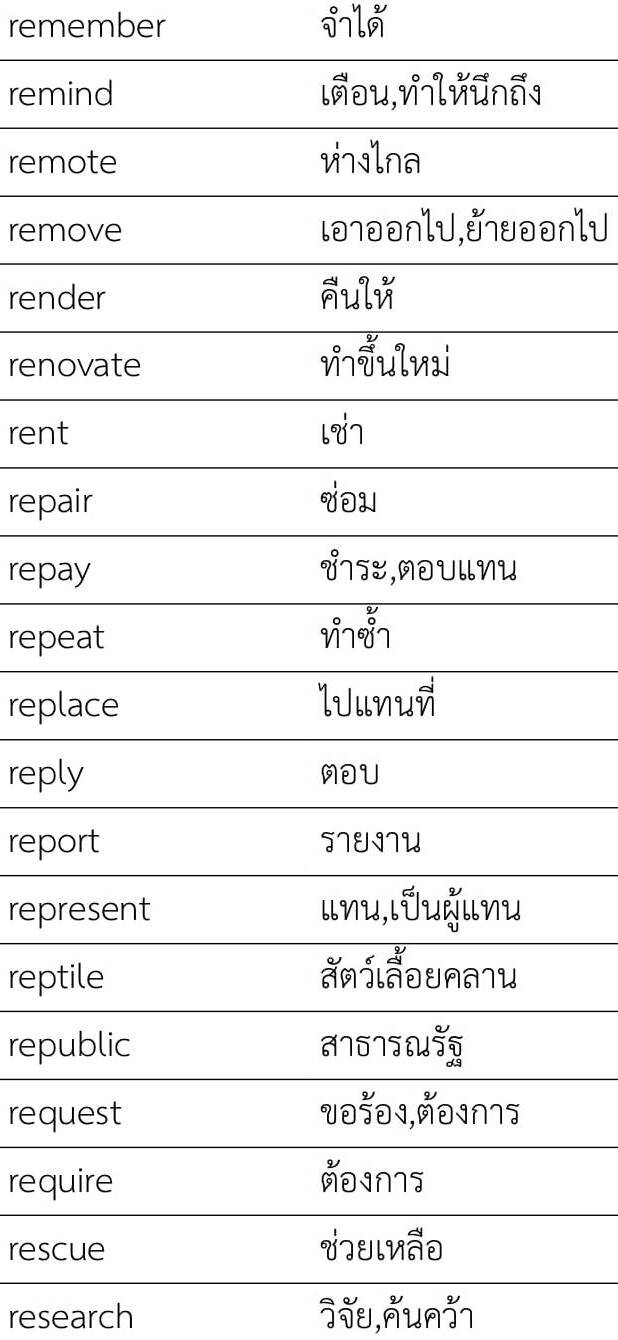 remember จำได้
remind เตือน,ทำให้นึกถึง
remote ห่างไกล
remove เอาออกไป,ย้ายออกไป
render คืนให้
renovate ทำขึ้นใหม่
rent เช่า
repair ซ่อม
repay ชำระ,ตอบแทน
repeat ทำซ้ำ
replace ไปแทนที่
reply ตอบ
report รายงาน
represent แทน,เป็นผู้แทน
reptile สัตว์เลื้อยคลาน
republic สาธารณรัฐ
request ขอร้อง,ต้องการ
require ต้องการ
rescue ช่วยเหลือ
research วิจัย,ค้นคว้า